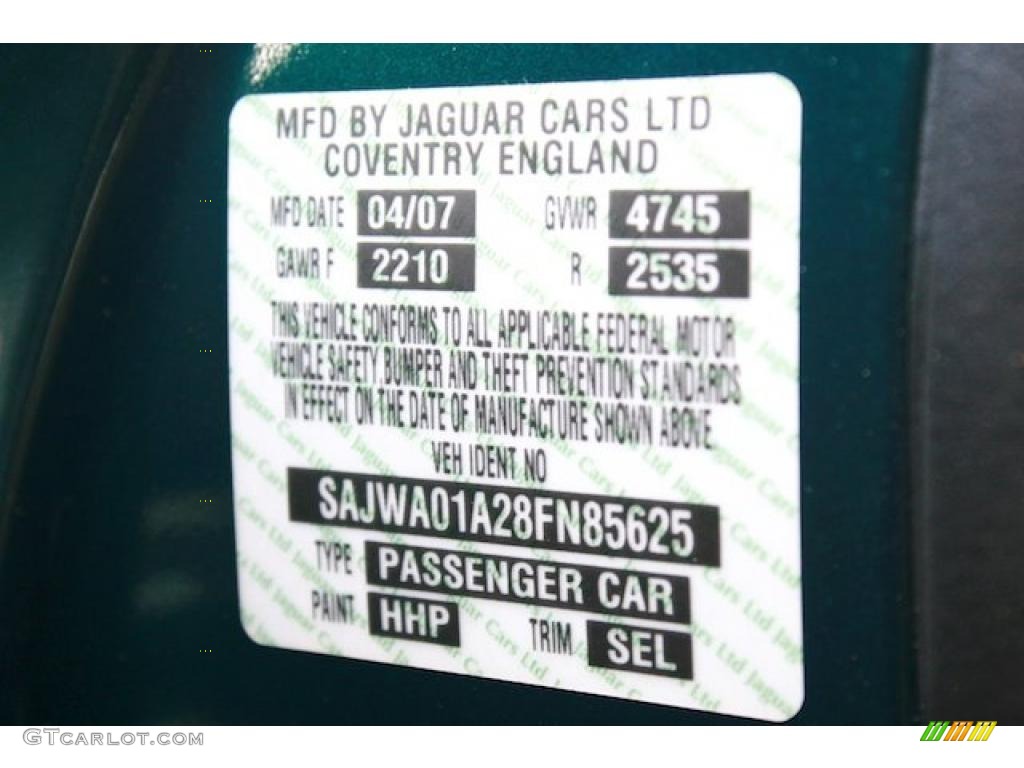 MFD BY JAGUAR CARS LTD
COVENTRY ENGLAND
MFD DATE 04/07 GVWR 4745
GAWR F 2210 R 2535
THIS VEHICLE CONFORMS TO ALL APPLICABLE FEDERAL MOTOR
VEHICLE SAFETY, BUMPER AND THEFT PREVENTION STANDARDS
IN EFFECT ON THE DATE OF MANUFACTURE SHOWN ABOVE
VEH IDENT NO
SAJWA01A28FN85625
TYPE PASSENGER CAR
PAINT HHP TRIM SEL
GTCARLOT.COM